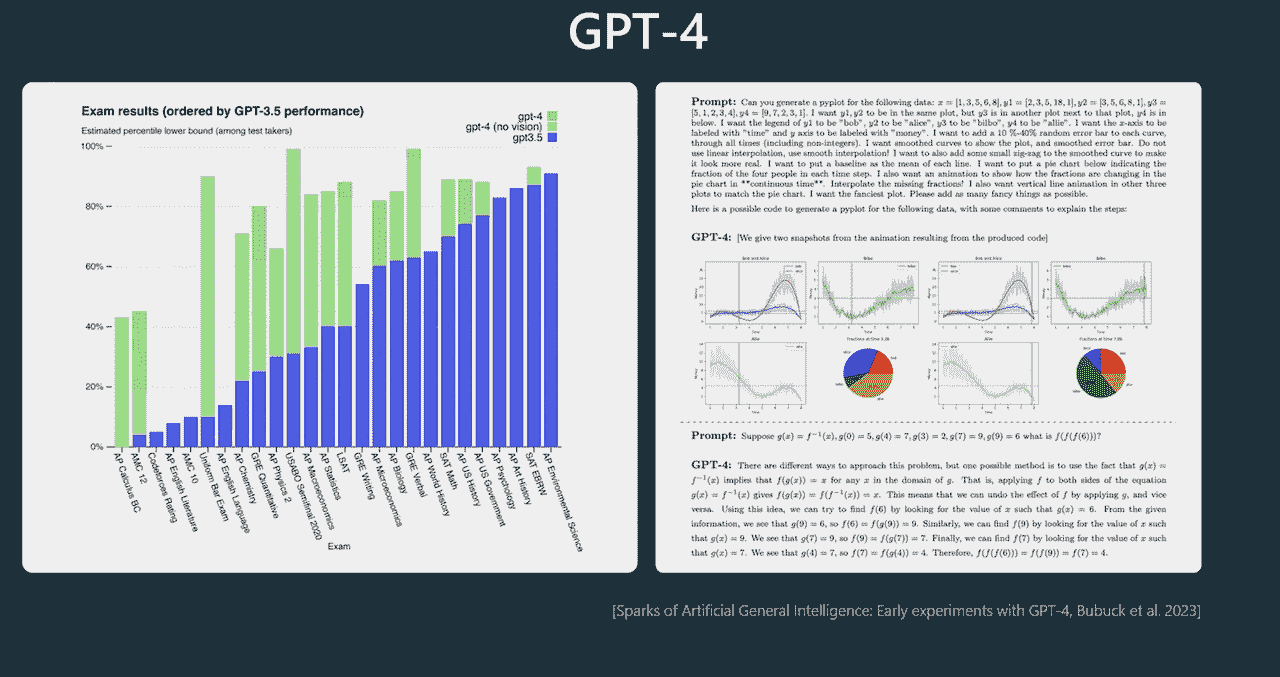 GPT-4
Exam results (ordered by GPT-3.5 performance)
Estimated percentile lower bound (among test takers)
gpt-4
gpt-4 (no vision)
gpt3.5
100%
80%
60%
40%
20%
0%
AP Calculus BC
AMC 12
Codeforces Rating
AP English Literature
AMC 10
Uniform Bar Exam
AP English Language
AP Chemistry
GRE Quantitative
AP Physics 2
USABO Semifinal 2020
AP Macroeconomics
AP Statistics
LSAT
GRE Writing
AP Microeconomics
AP Biology
GRE Verbal
AP World History
SAT Math
AP US History
AP US Government
AP Psychology
AP Art History
SAT EBRW
AP Environmental Science
Exam
Prompt: Can you generate a pyplot for the following data: x = [1, 3, 5, 6, 8], y1 = [2, 3, 5, 18, 1], y2 = [3, 5, 6, 8, 1], y3 =
[5, 1, 2, 3, 4], y4 = [9, 7, 2, 3, 1]. I want y1, y2 to be in the same plot, but y3 is in another plot next to that plot, y4 is in
below. I want the legend of y1 to be "bob", y2 to be "alice", y3 to be "bilbo", y4 to be "allie". I want the x-axis to be
labeled with "time" and y axis to be labeled with "money". I want to add a 10 %-40% random error bar to each curve,
through all times (including non-integers). I want smoothed curves to show the plot, and smoothed error bar. Do not
use linear interpolation, use smooth interpolation! I want to also add some small zig-zag to the smoothed curve to make
it look more real. I want to put a baseline as the mean of each line. I want to put a pie chart below indicating the
fraction of the four people in each time step. I also want an animation to show how the fractions are changing in the
pie chart in **continuous time**. Interpolate the missing fractions! I also want vertical line animation in other three
plots to match the pie chart. I want the fanciest plot. Please add as many fancy things as possible.
Here is a possible code to generate a pyplot for the following data, with some comments to explain the steps:
GPT-4: [We give two snapshots from the animation resulting from the produced code]
Prompt: Suppose g(x) = f⁻¹(x), g(0) = 5, g(4) = 7, g(3) = 2, g(7) = 9, g(9) = 6 what is f(f(f(6)))?
GPT-4: There are different ways to approach this problem, but one possible method is to use the fact that g(x) =
f⁻¹(x) implies that f(g(x)) = x for any x in the domain of g. That is, applying f to both sides of the equation
g(x) = f⁻¹(x) gives f(g(x)) = f(f⁻¹(x)) = x. This means that we can undo the effect of f by applying g, and vice
versa. Using this idea, we can try to find f(6) by looking for the value of x such that g(x) = 6. From the given
information, we see that g(9) = 6, so f(6) = f(g(9)) = 9. Similarly, we can find f(9) by looking for the value of x such
that g(x) = 9. We see that g(7) = 9, so f(9) = f(g(7)) = 7. Finally, we can find f(7) by looking for the value of x such
that g(x) = 7. We see that g(4) = 7, so f(7) = f(g(4)) = 4. Therefore, f(f(f(6))) = f(f(9)) = f(7) = 4.
[Sparks of Artificial General Intelligence: Early experiments with GPT-4, Bubuck et al. 2023]